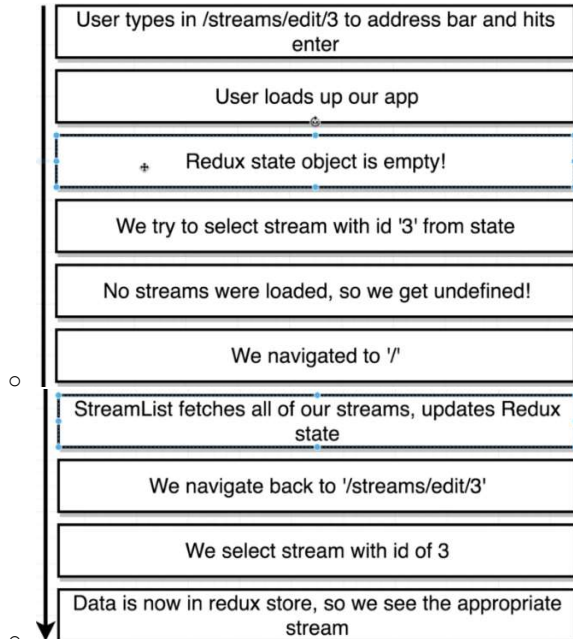 User types in /streams/edit/3 to address bar and hits
enter
User loads up our app
Redux state object is empty!
We try to select stream with id '3' from state
No streams were loaded, so we get undefined!
We navigated to '/'
StreamList fetches all of our streams, updates Redux
state
We navigate back to '/streams/edit/3'
We select stream with id of 3
Data is now in redux store, so we see the appropriate
stream